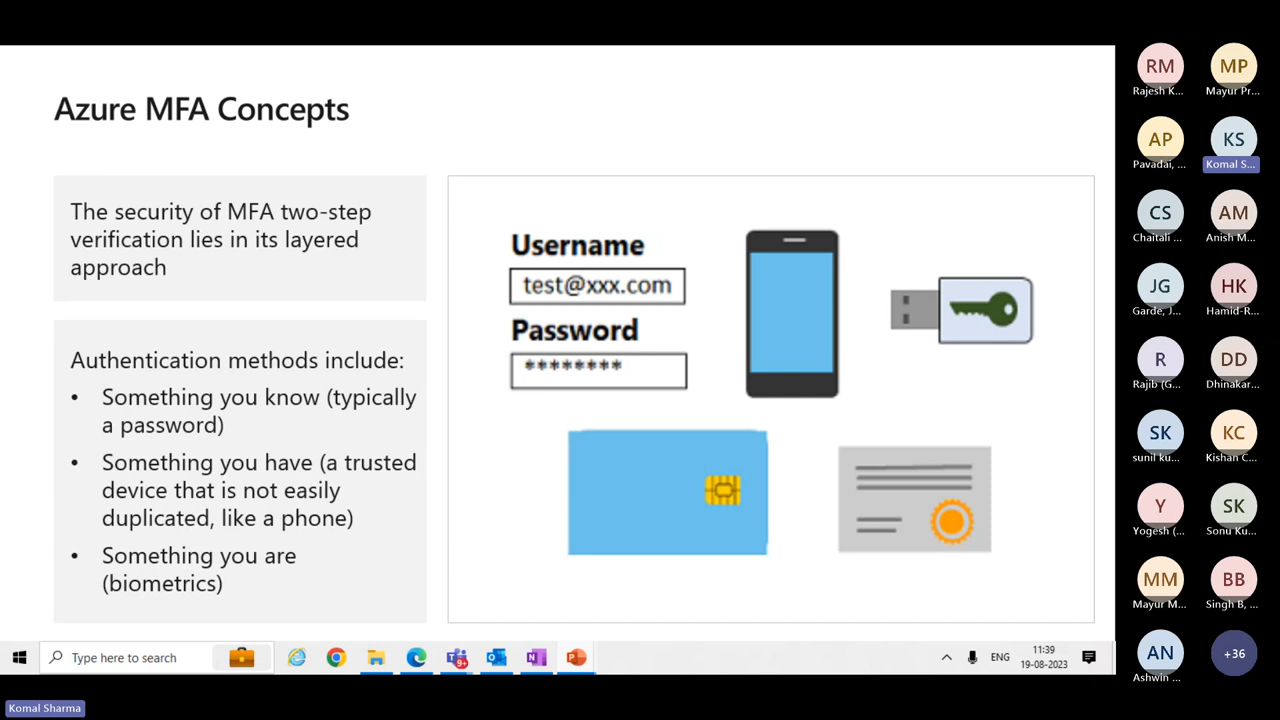 Azure MFA Concepts
The security of MFA two-step
verification lies in its layered
approach
Authentication methods include:
• Something you know (typically
a password)
• Something you have (a trusted
device that is not easily
duplicated, like a phone)
• Something you are
(biometrics)
Username
test@xxx.com
Password
********
RM
Rajesh K...
MP
Mayur Pr...
AP
Pavadai, ...
KS
Komal S...
CS
Chaitali ...
AM
Anish M...
JG
Garde, J...
HK
Hamid-R...
R
Rajib (G...
DD
Dhinakar...
SK
sunil ku...
KC
Kishan C...
Y
Yogesh (...
SK
Sonu Ku...
MM
Mayur M...
BB
Singh B, ...
AN
Ashwin ...
+36
Type here to search
9+
ENG
11:39
19-08-2023
Komal Sharma